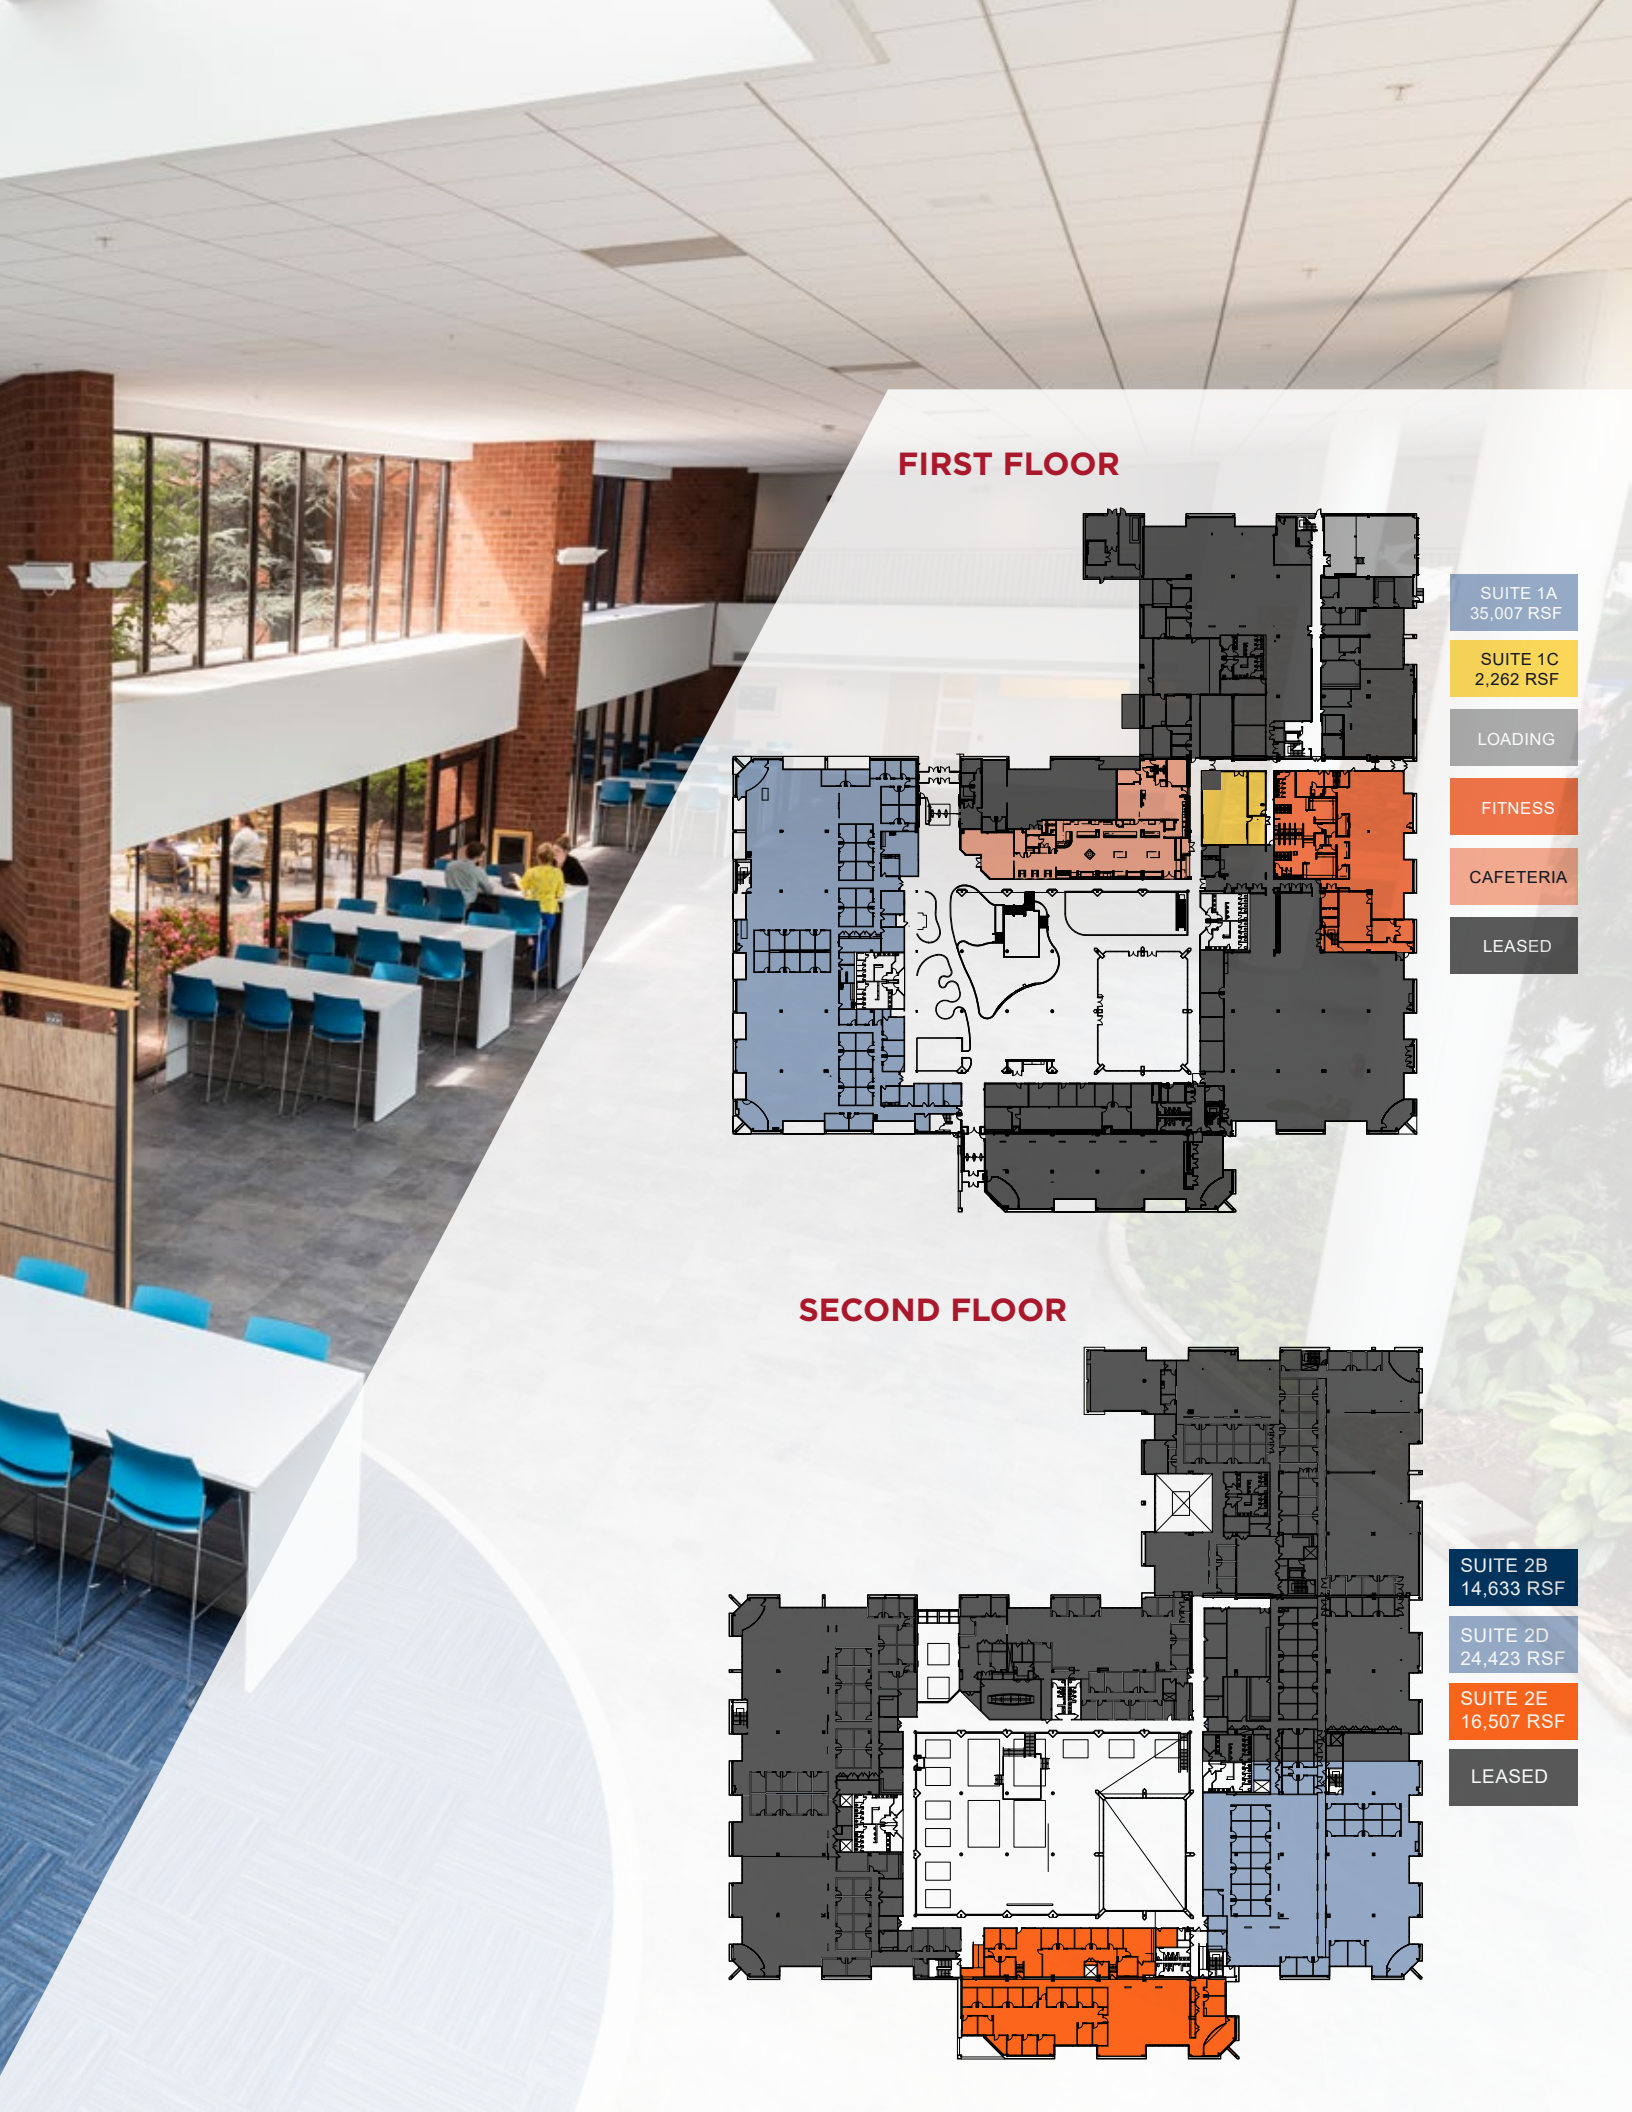 FIRST FLOOR
SUITE 1A
35,007 RSF
SUITE 1C
2,262 RSF
LOADING
FITNESS
CAFETERIA
LEASED
SECOND FLOOR
SUITE 2B
14,633 RSF
SUITE 2D
24,423 RSF
SUITE 2E
16,507 RSF
LEASED